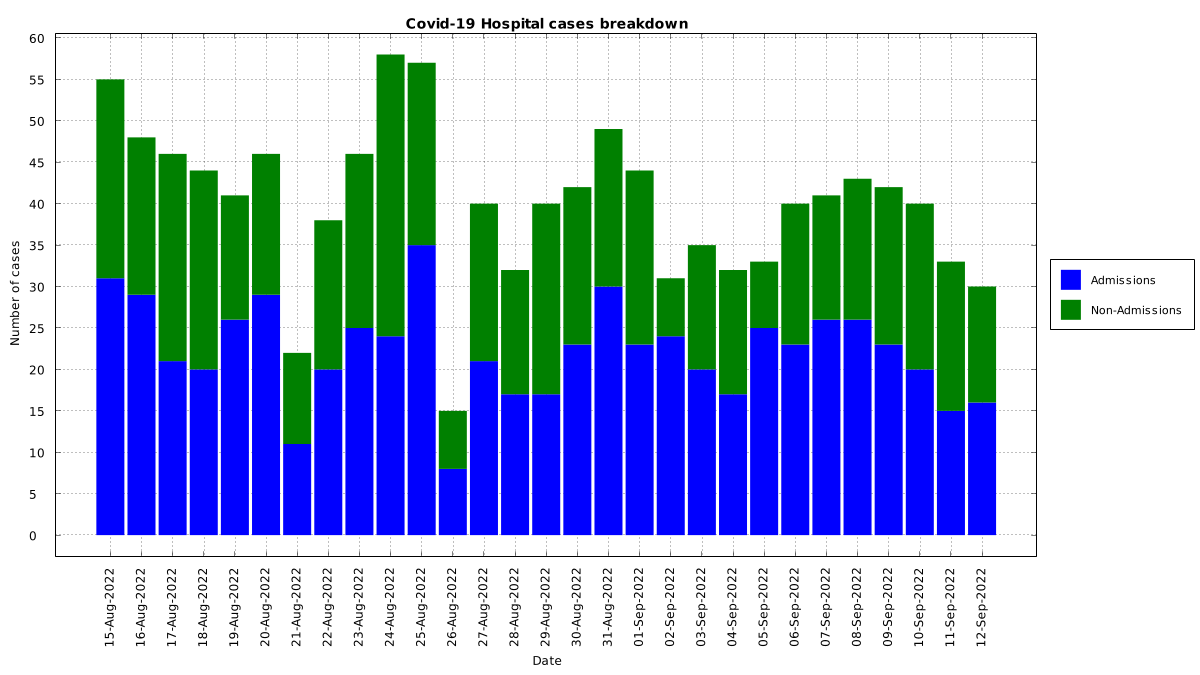 Covid-19 Hospital cases breakdown
60
55
50
45
40
35
30
25
20
15
10
5
0
Number of cases
Admissions
Non-Admissions
15-Aug-2022
16-Aug-2022
17-Aug-2022
18-Aug-2022
19-Aug-2022
20-Aug-2022
21-Aug-2022
22-Aug-2022
23-Aug-2022
24-Aug-2022
25-Aug-2022
26-Aug-2022
27-Aug-2022
28-Aug-2022
29-Aug-2022
30-Aug-2022
31-Aug-2022
01-Sep-2022
02-Sep-2022
03-Sep-2022
04-Sep-2022
05-Sep-2022
06-Sep-2022
07-Sep-2022
08-Sep-2022
09-Sep-2022
10-Sep-2022
11-Sep-2022
12-Sep-2022
Date